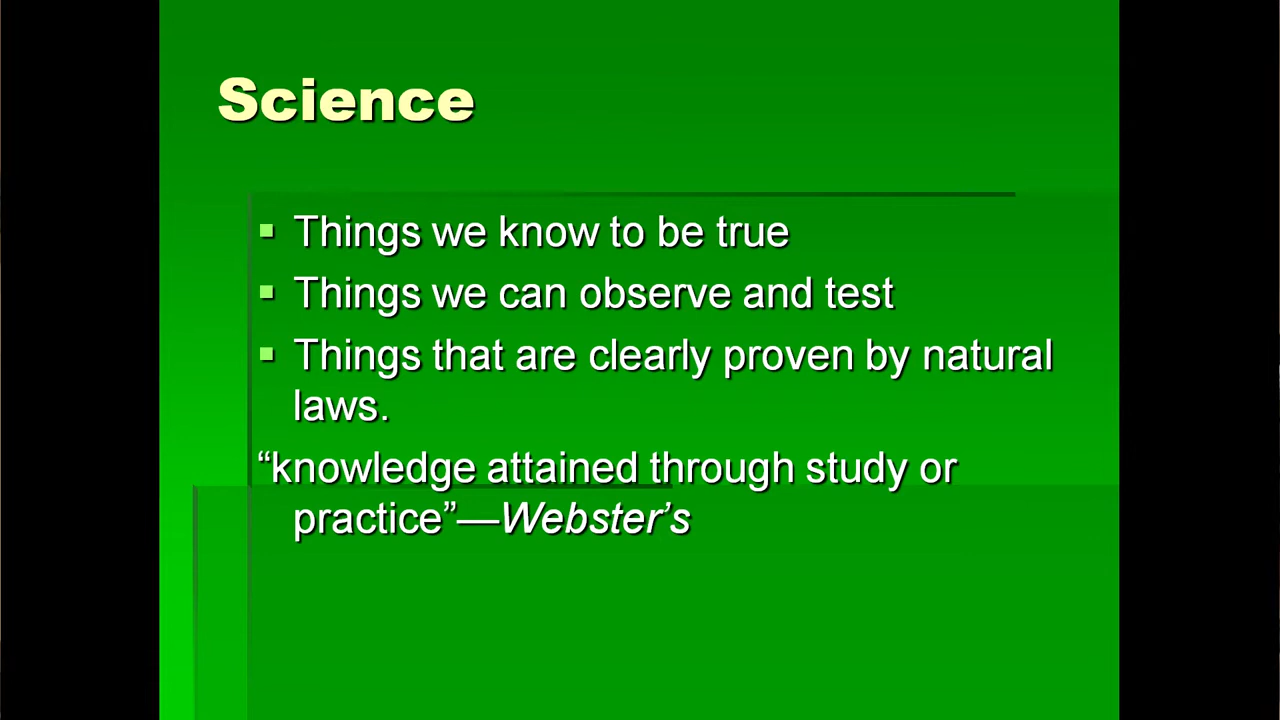 Science
▪ Things we know to be true
▪ Things we can observe and test
▪ Things that are clearly proven by natural
laws.
“knowledge attained through study or
practice”—Webster’s